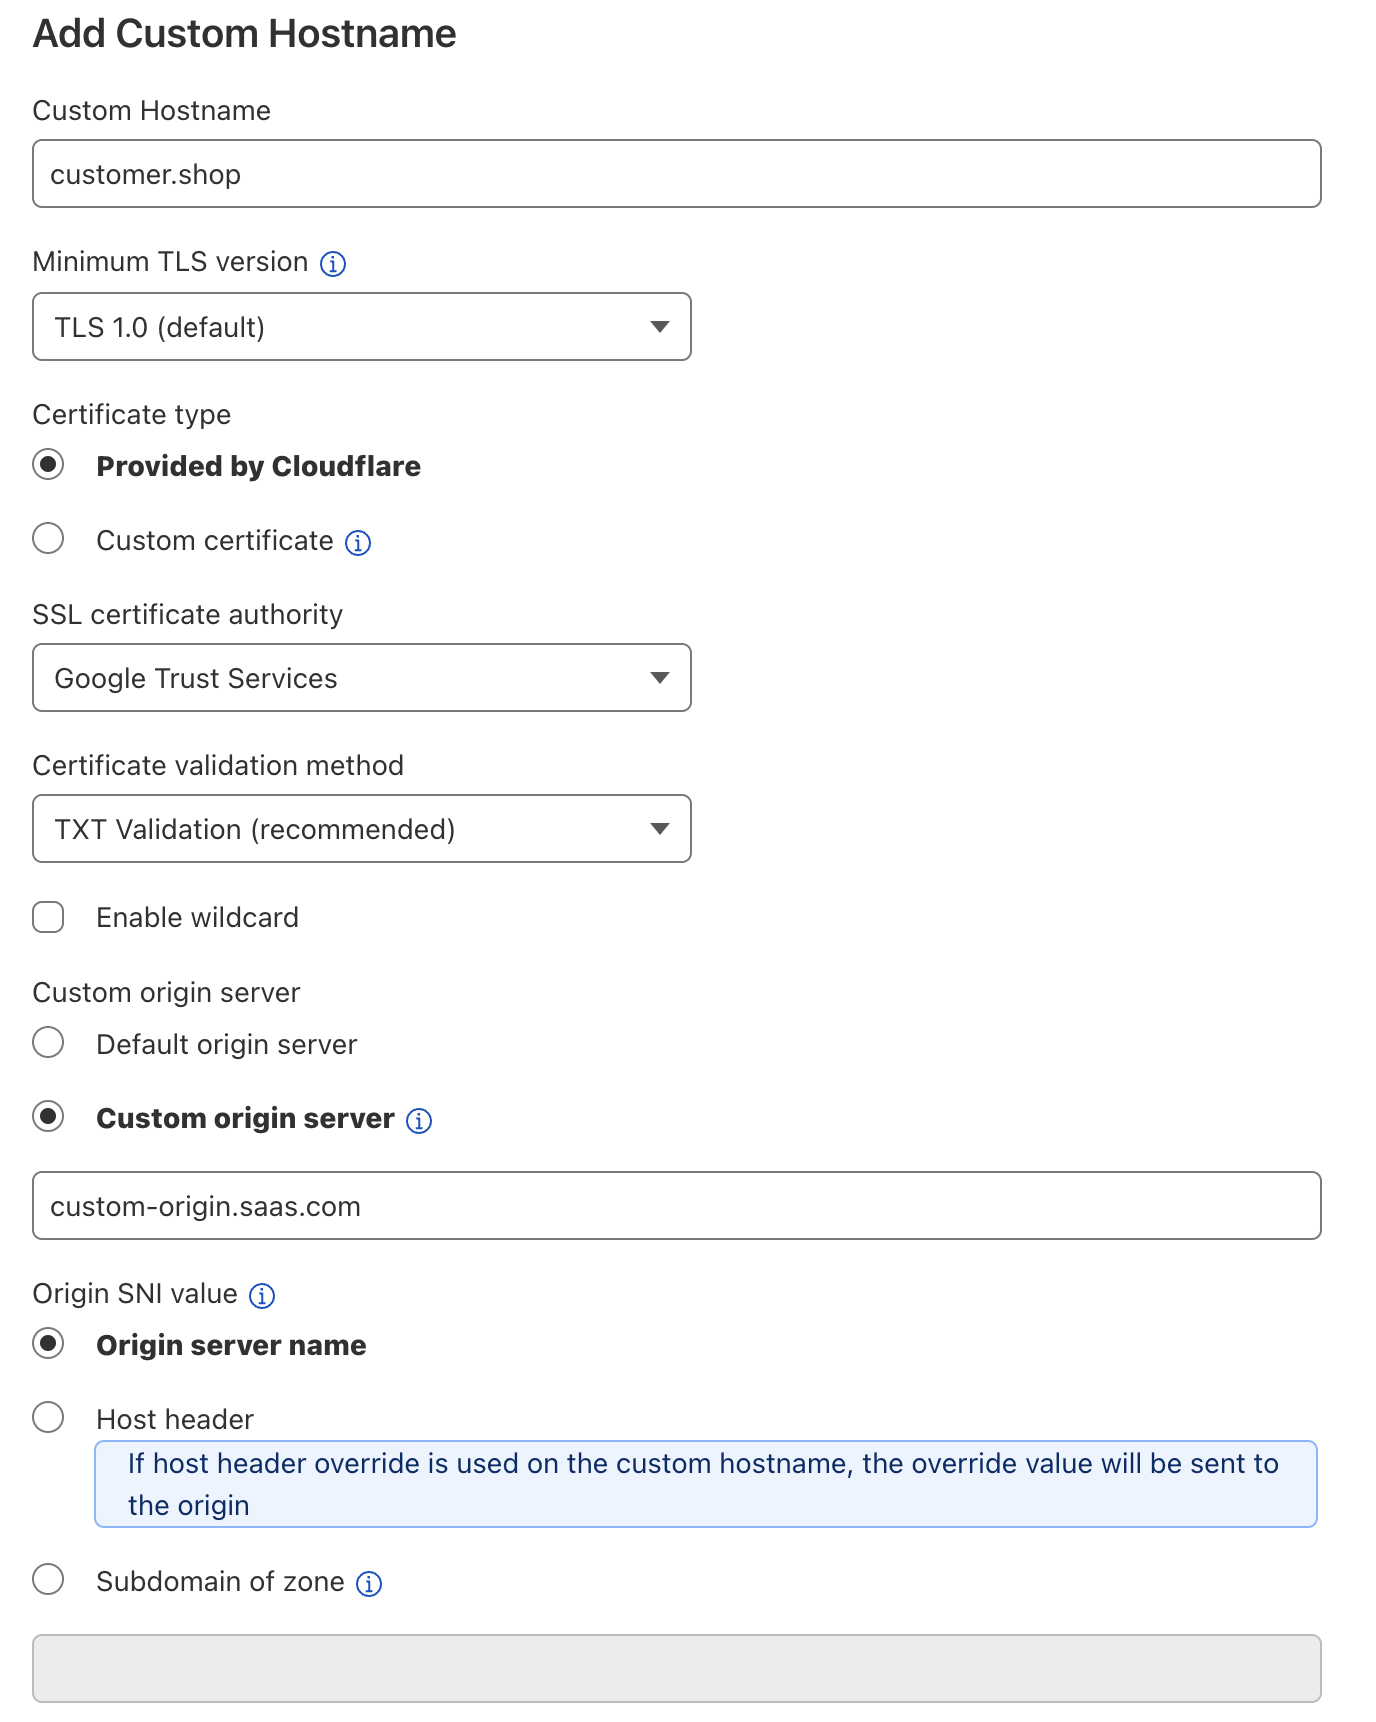 Add Custom Hostname
Custom Hostname
customer.shop
Minimum TLS version
TLS 1.0 (default)
Certificate type
Provided by Cloudflare
Custom certificate
SSL certificate authority
Google Trust Services
Certificate validation method
TXT Validation (recommended)
Enable wildcard
Custom origin server
Default origin server
Custom origin server
custom-origin.saas.com
Origin SNI value
Origin server name
Host header
If host header override is used on the custom hostname, the override value will be sent to
the origin
Subdomain of zone